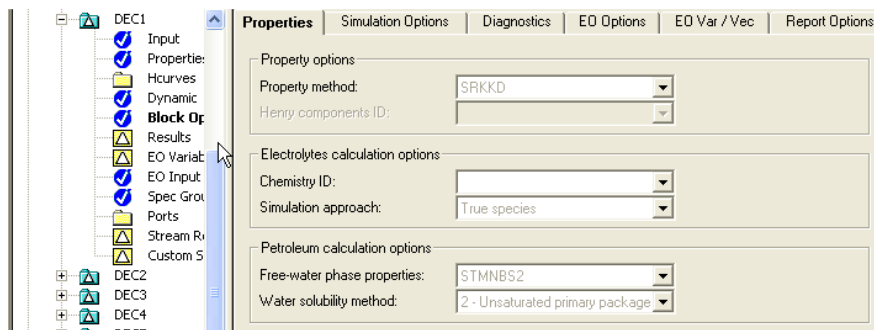 DEC1
Input
Properties
Hcurves
Dynamic
Block Op
Results
EO Variab
EO Input
Spec Grou
Ports
Stream Re
Custom S
DEC2
DEC3
DEC4
Properties Simulation Options Diagnostics EO Options EO Var / Vec Report Options
Property options
Property method: SRKKD
Henry components ID:
Electrolytes calculation options
Chemistry ID:
Simulation approach: True species
Petroleum calculation options
Free-water phase properties: STMNBS2
Water solubility method: 2 - Unsaturated primary package